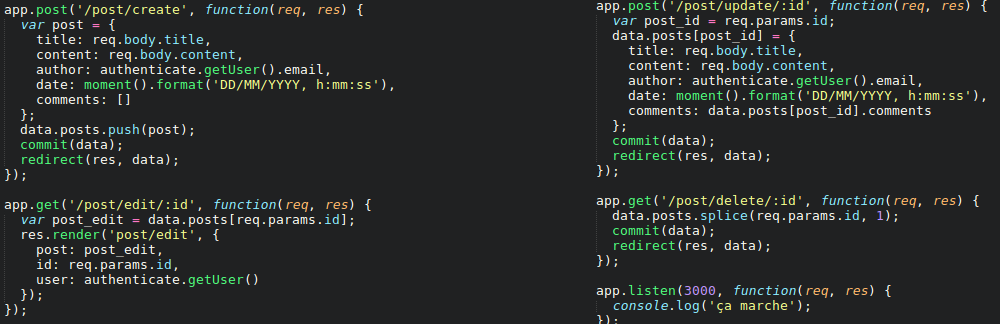 app.post('/post/create', function(req, res) {
var post = {
title: req.body.title,
content: req.body.content,
author: authenticate.getUser().email,
date: moment().format('DD/MM/YYYY, h:mm:ss'),
comments: []
};
data.posts.push(post);
commit(data);
redirect(res, data);
});
app.get('/post/edit/:id', function(req, res) {
var post_edit = data.posts[req.params.id];
res.render('post/edit', {
post: post_edit,
id: req.params.id,
user: authenticate.getUser()
});
});
app.post('/post/update/:id', function(req, res) {
var post_id = req.params.id;
data.posts[post_id] = {
title: req.body.title,
content: req.body.content,
author: authenticate.getUser().email,
date: moment().format('DD/MM/YYYY, h:mm:ss'),
comments: data.posts[post_id].comments
};
commit(data);
redirect(res, data);
});
app.get('/post/delete/:id', function(req, res) {
data.posts.splice(req.params.id, 1);
commit(data);
redirect(res, data);
});
app.listen(3000, function(req, res) {
console.log('ça marche');
});